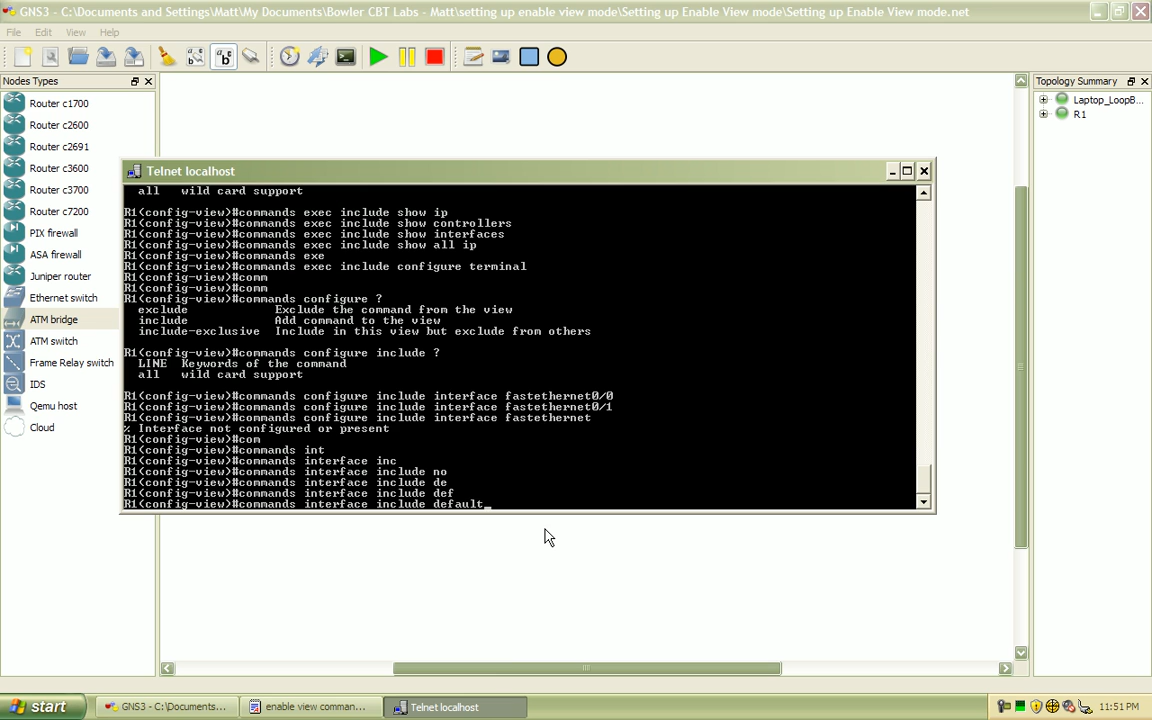 GNS3 - C:\Documents and Settings\Matt\My Documents\Bowler CBT Labs - Matt\setting up enable view mode\Setting up Enable View mode\Setting up Enable View mode.net
File Edit View Help
Nodes Types
Topology Summary
Router c1700
Router c2600
Router c2691
Router c3600
Router c3700
Router c7200
PIX firewall
ASA firewall
Juniper router
Ethernet switch
ATM bridge
ATM switch
Frame Relay switch
IDS
Qemu host
Cloud
Laptop_LoopB...
R1
Telnet localhost
all wild card support
R1(config-view)#commands exec include show ip
R1(config-view)#commands exec include show controllers
R1(config-view)#commands exec include show interfaces
R1(config-view)#commands exec include show all ip
R1(config-view)#commands exe
R1(config-view)#commands exec include configure terminal
R1(config-view)#comm
R1(config-view)#comm
R1(config-view)#commands configure ?
exclude Exclude the command from the view
include Add command to the view
include-exclusive Include in this view but exclude from others
R1(config-view)#commands configure include ?
LINE Keywords of the command
all wild card support
R1(config-view)#commands configure include interface fastethernet0/0
R1(config-view)#commands configure include interface fastethernet0/1
R1(config-view)#commands configure include interface fastethernet
% Interface not configured or present
R1(config-view)#com
R1(config-view)#commands int
R1(config-view)#commands interface inc
R1(config-view)#commands interface include no
R1(config-view)#commands interface include de
R1(config-view)#commands interface include def
R1(config-view)#commands interface include default_
start
GNS3 - C:\Documents...
enable view comman...
Telnet localhost
11:51 PM